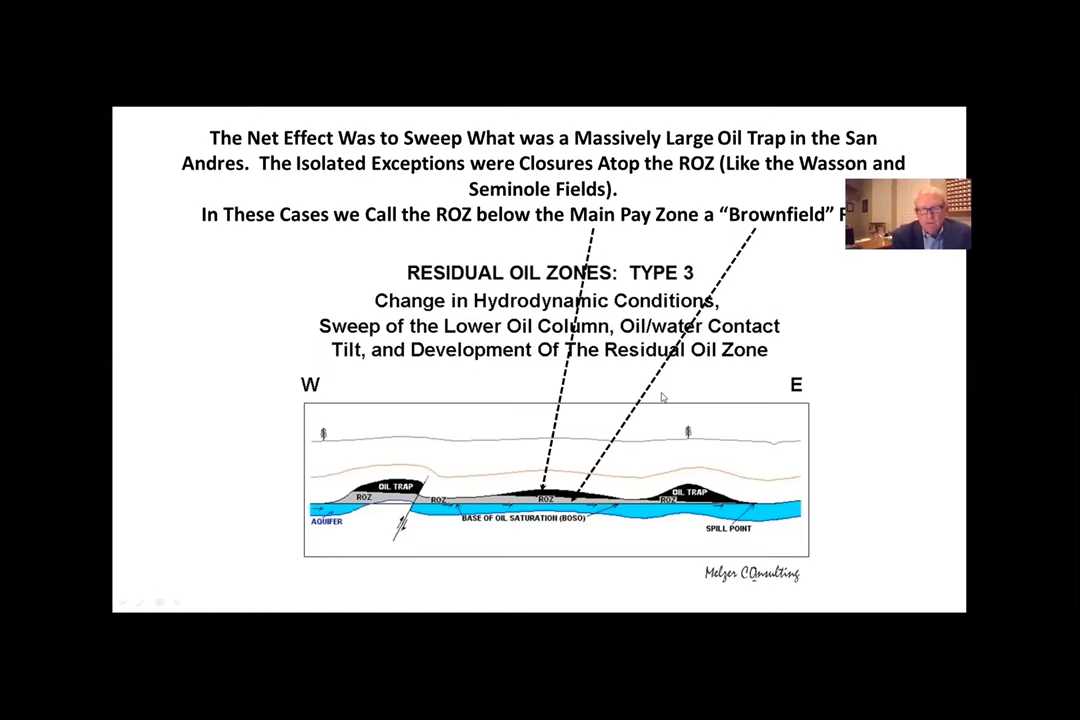 The Net Effect Was to Sweep What was a Massively Large Oil Trap in the San
Andres. The Isolated Exceptions were Closures Atop the ROZ (Like the Wasson and
Seminole Fields).
In These Cases we Call the ROZ below the Main Pay Zone a “Brownfield”
RESIDUAL OIL ZONES: TYPE 3
Change in Hydrodynamic Conditions,
Sweep of the Lower Oil Column, Oil/water Contact
Tilt, and Development Of The Residual Oil Zone
W E
OIL TRAP
ROZ
ROZ
ROZ
OIL TRAP
ROZ
AQUIFER
BASE OF OIL SATURATION (BOSO)
SPILL POINT
Melzer COnsulting